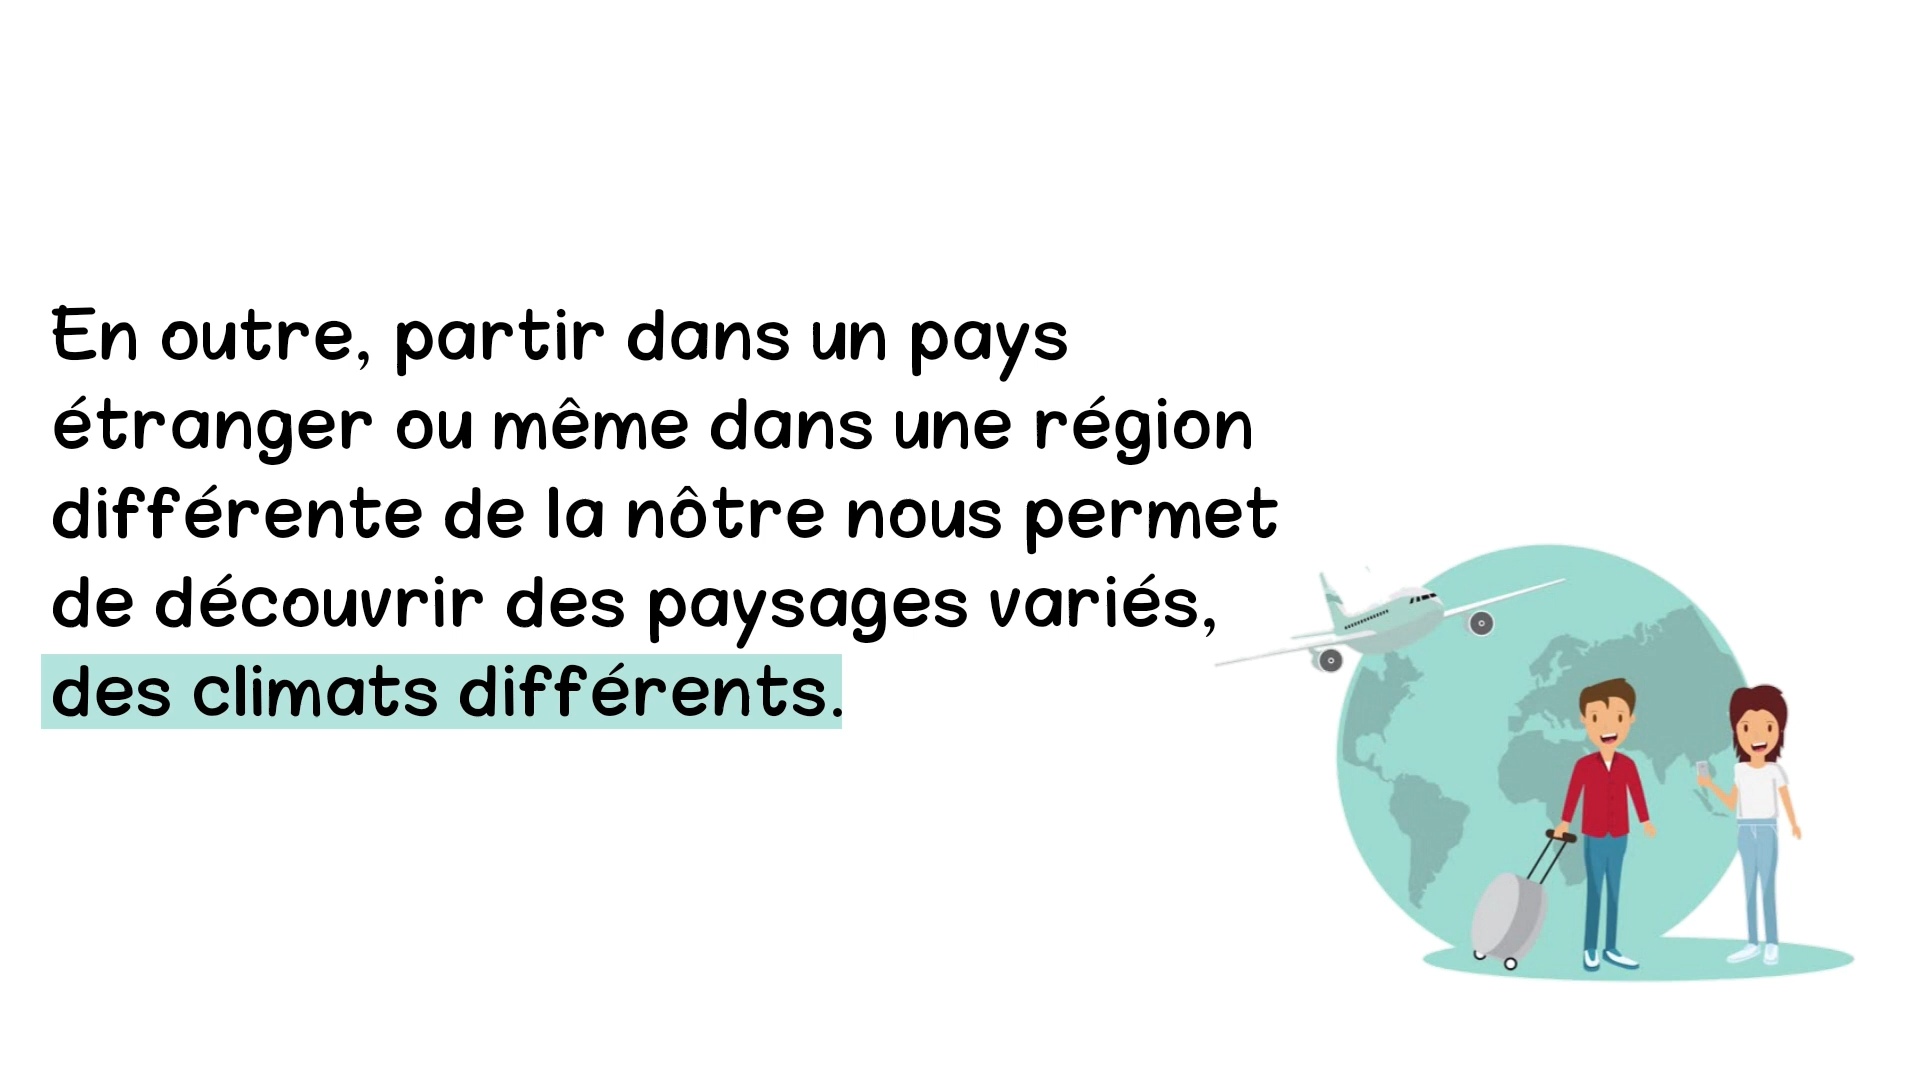 En outre, partir dans un pays
étranger ou même dans une région
différente de la nôtre nous permet
de découvrir des paysages variés,
des climats différents.